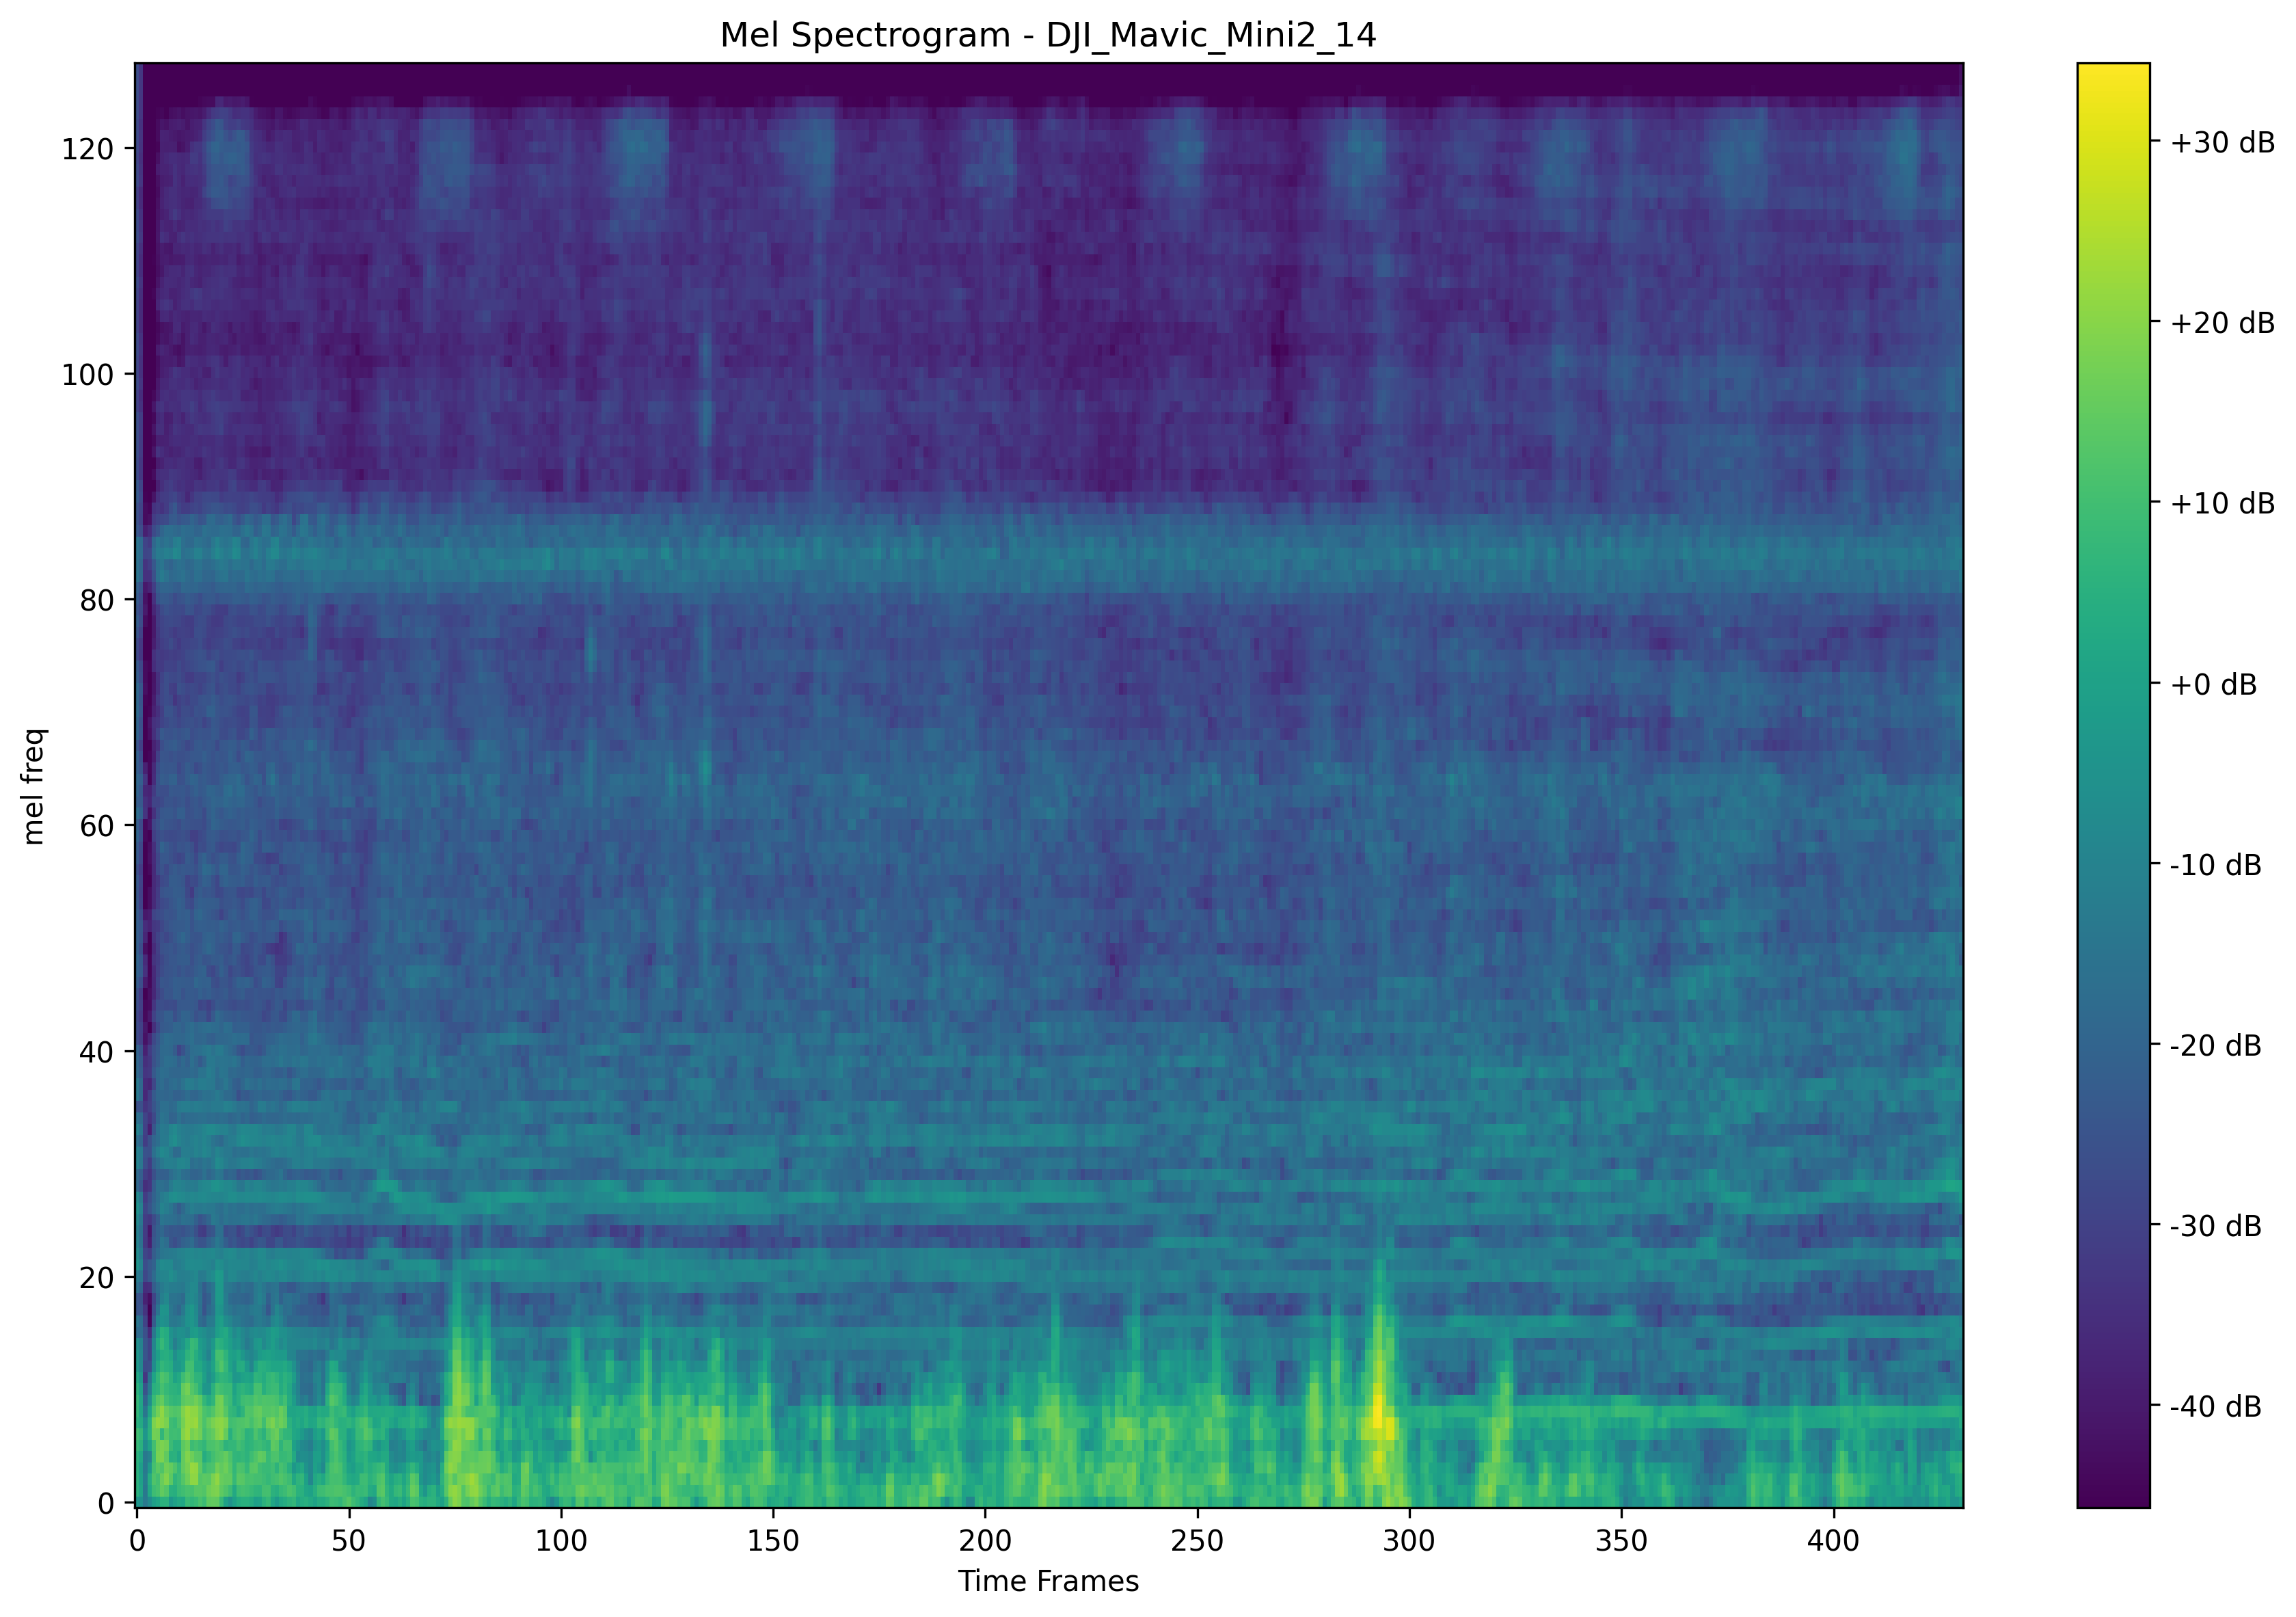 Mel Spectrogram - DJI_Mavic_Mini2_14
mel freq
120
100
80
60
40
20
0
0 50 100 150 200 250 300 350 400
Time Frames
+30 dB
+20 dB
+10 dB
+0 dB
-10 dB
-20 dB
-30 dB
-40 dB